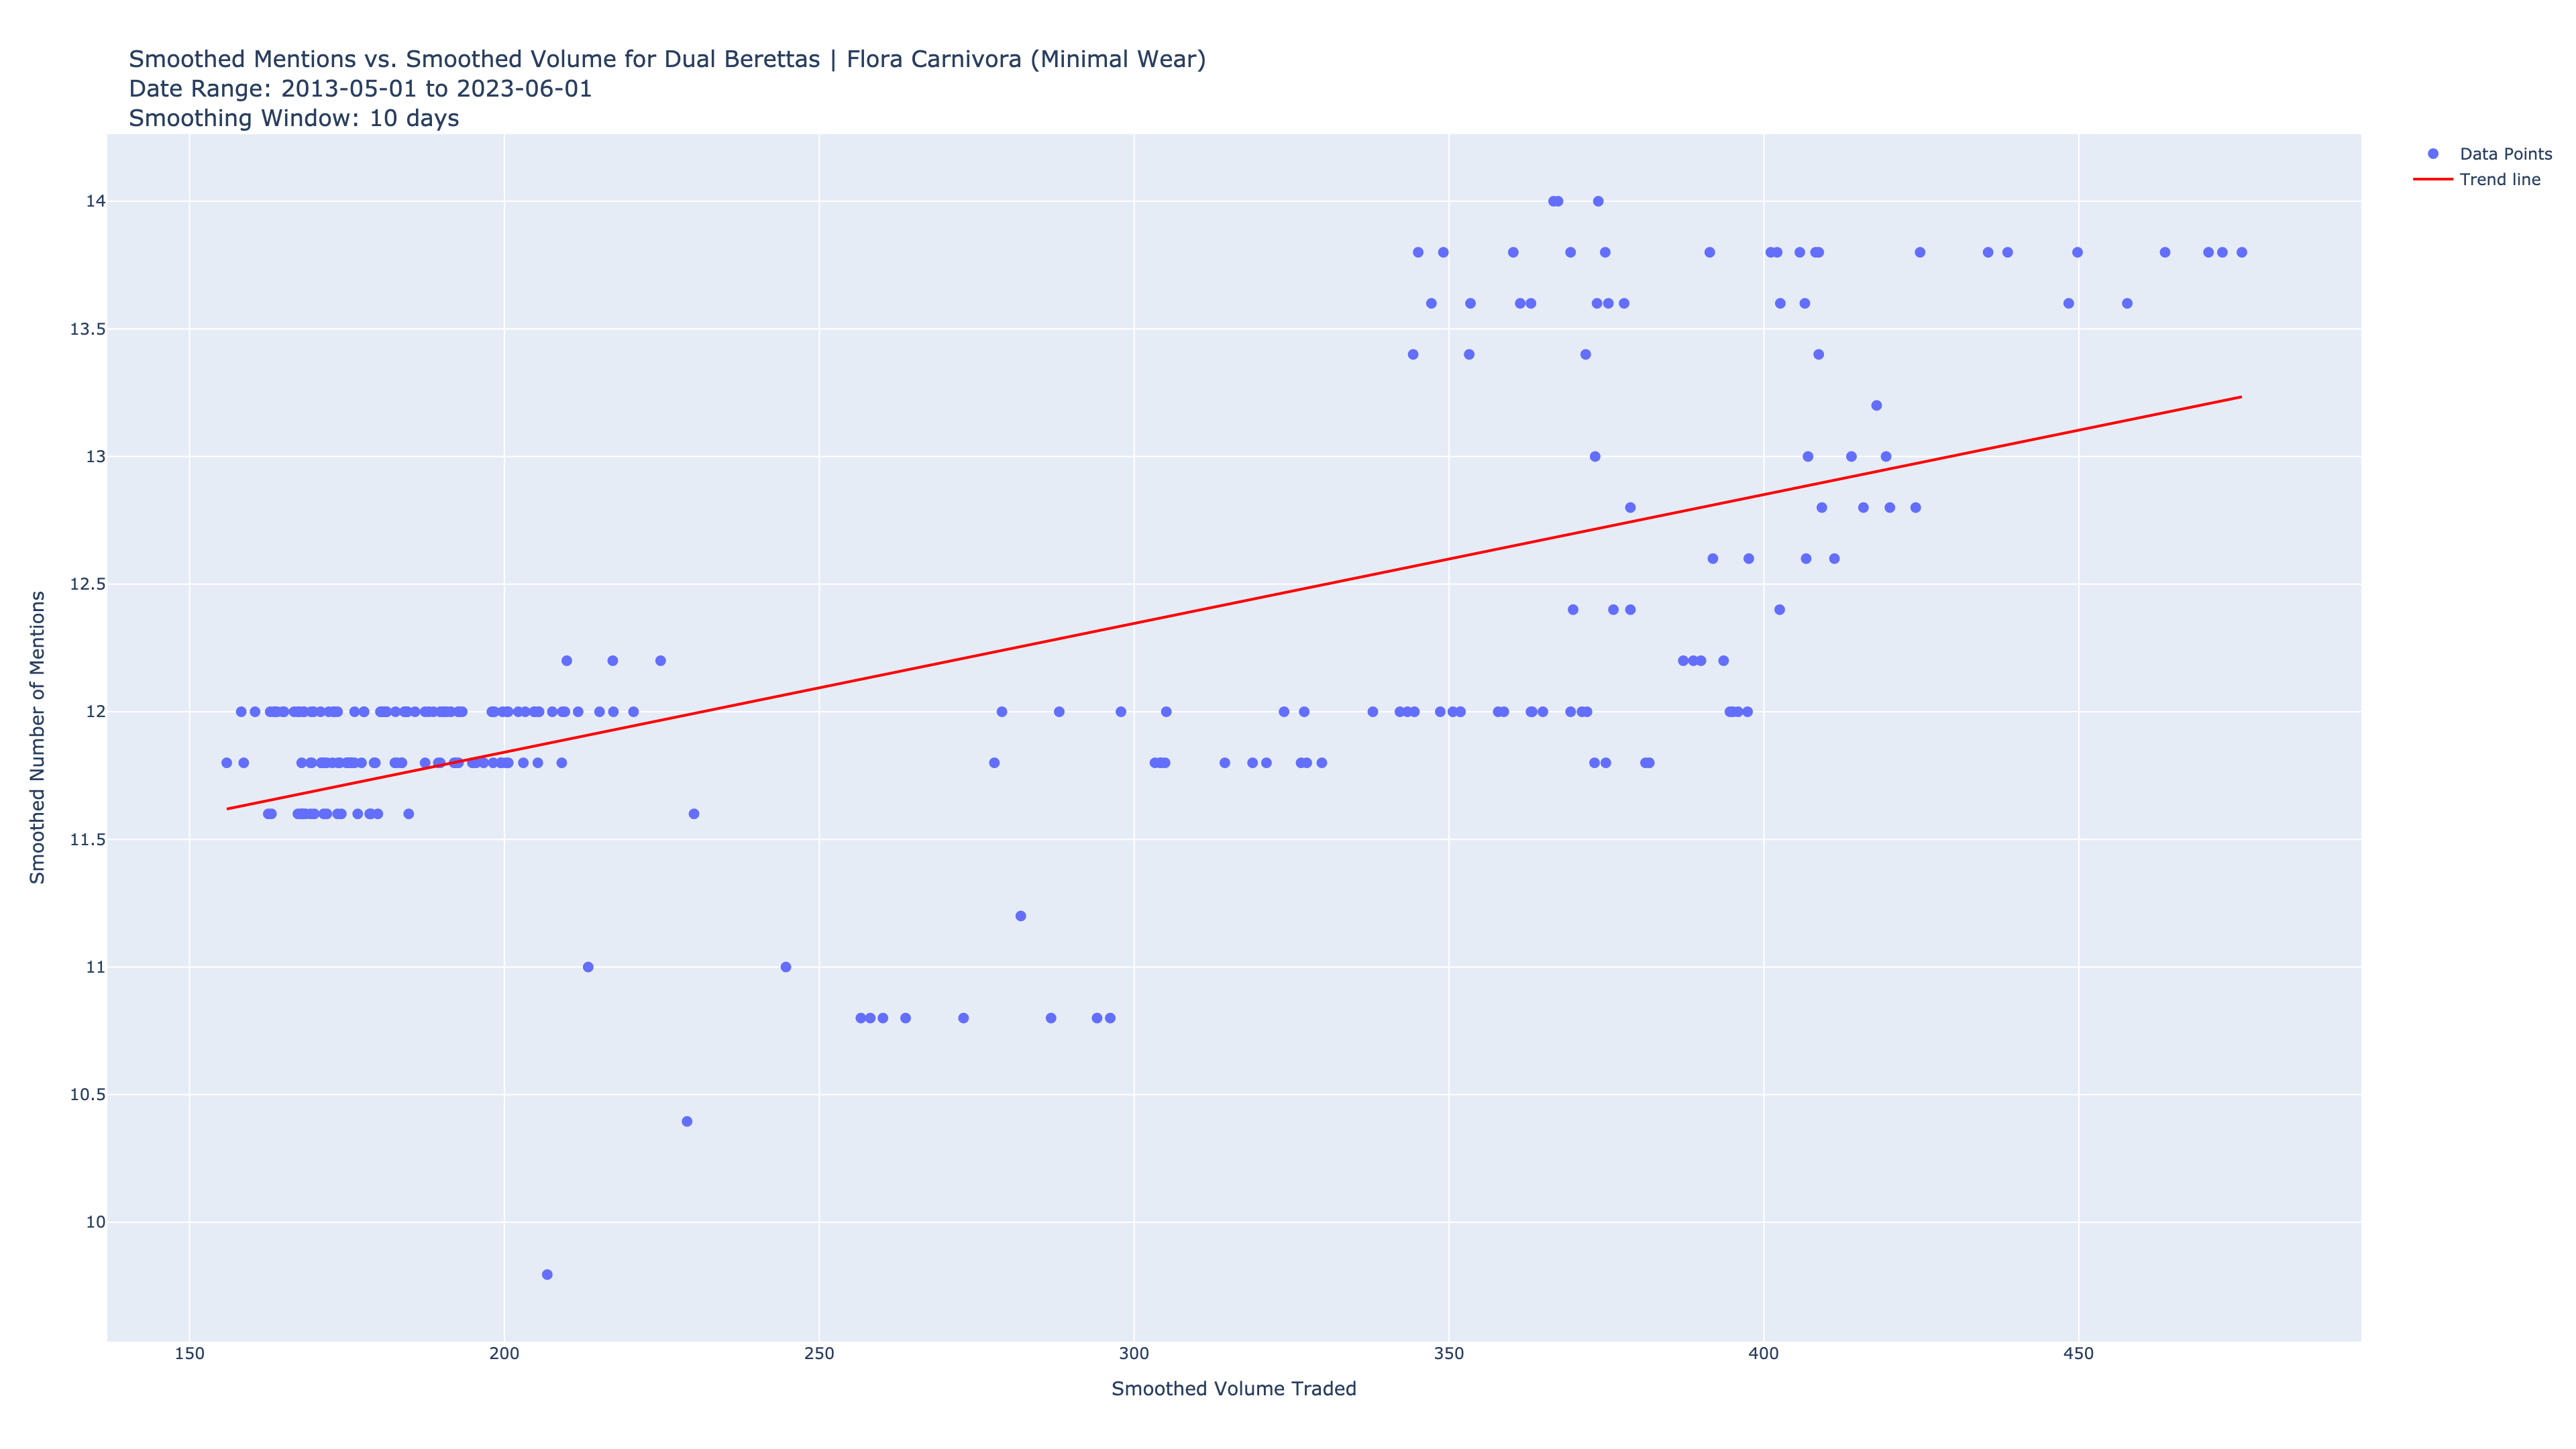 Smoothed Mentions vs. Smoothed Volume for Dual Berettas | Flora Carnivora (Minimal Wear)
Date Range: 2013-05-01 to 2023-06-01
Smoothing Window: 10 days
Data Points
Trend line
14
13.5
13
12.5
12
11.5
11
10.5
10
Smoothed Number of Mentions
150
200
250
300
350
400
450
Smoothed Volume Traded